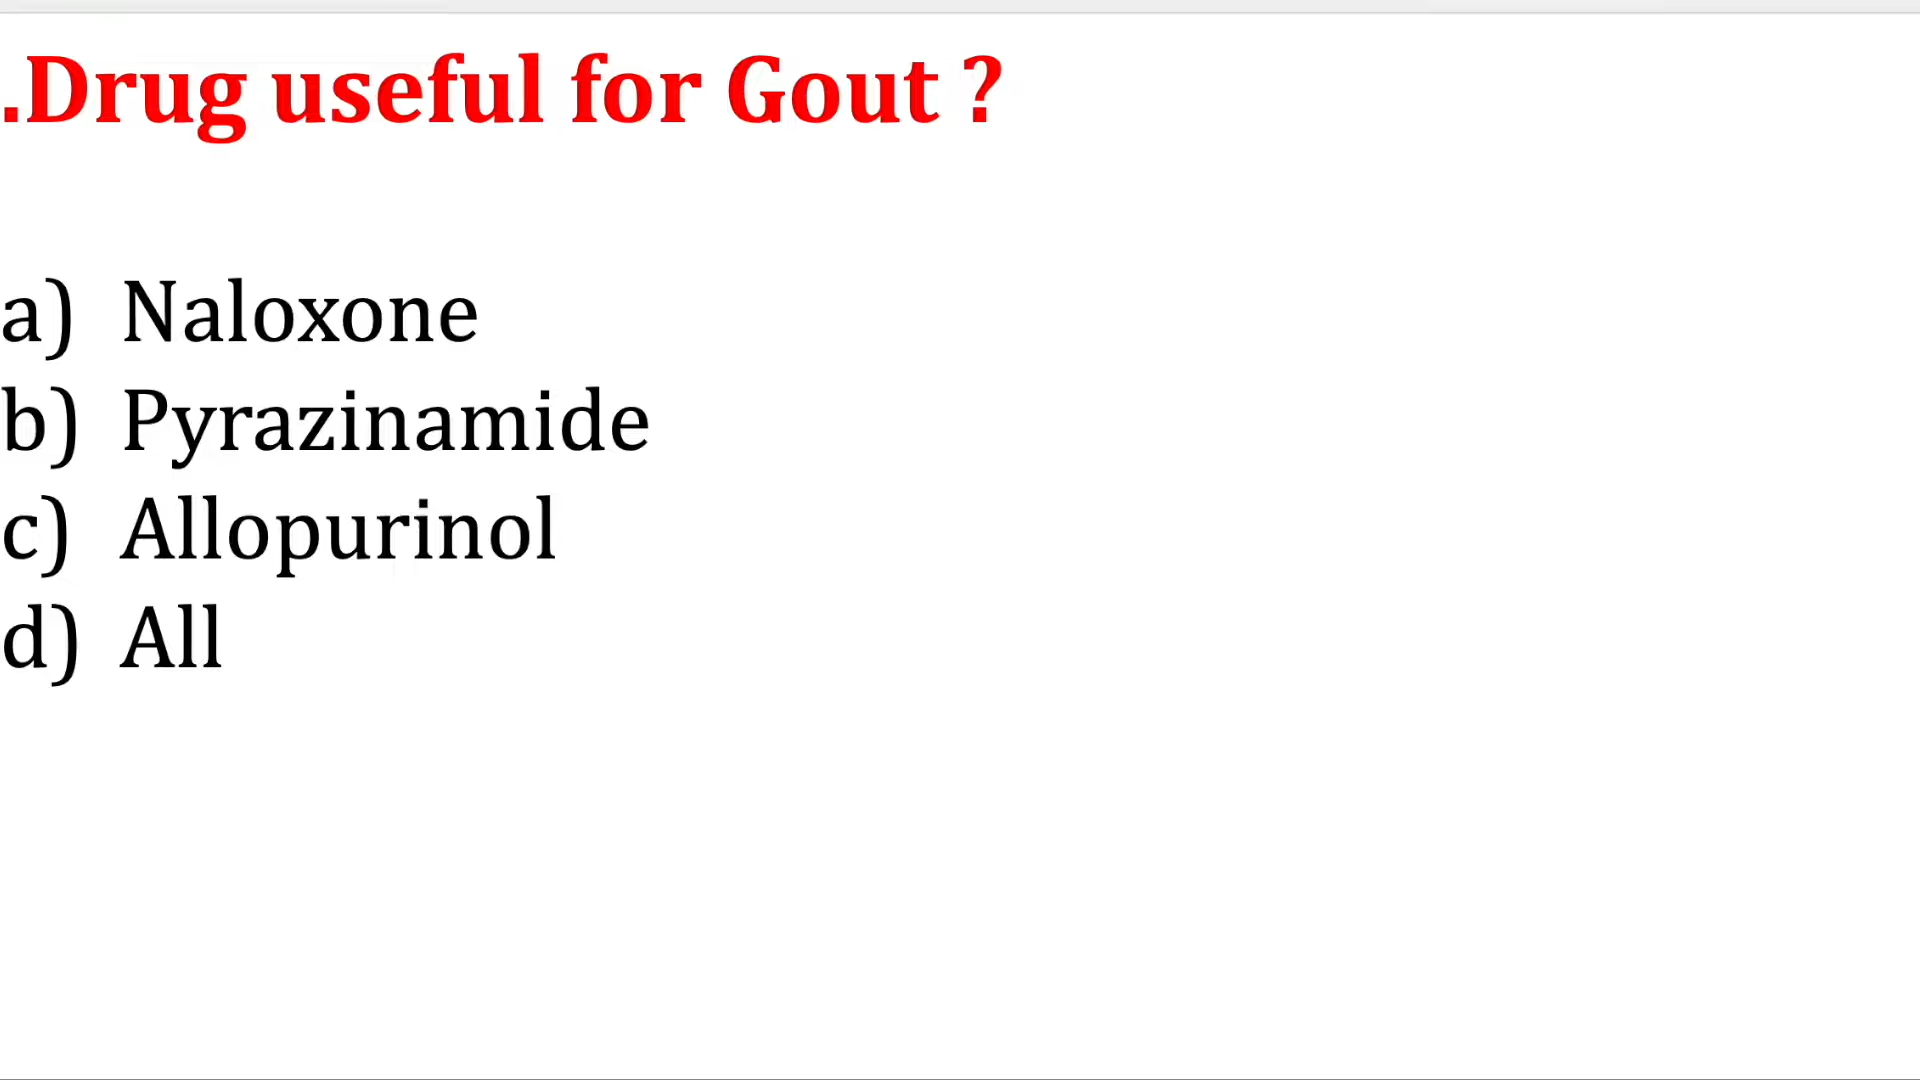 .Drug useful for Gout ?
a) Naloxone
b) Pyrazinamide
c) Allopurinol
d) All